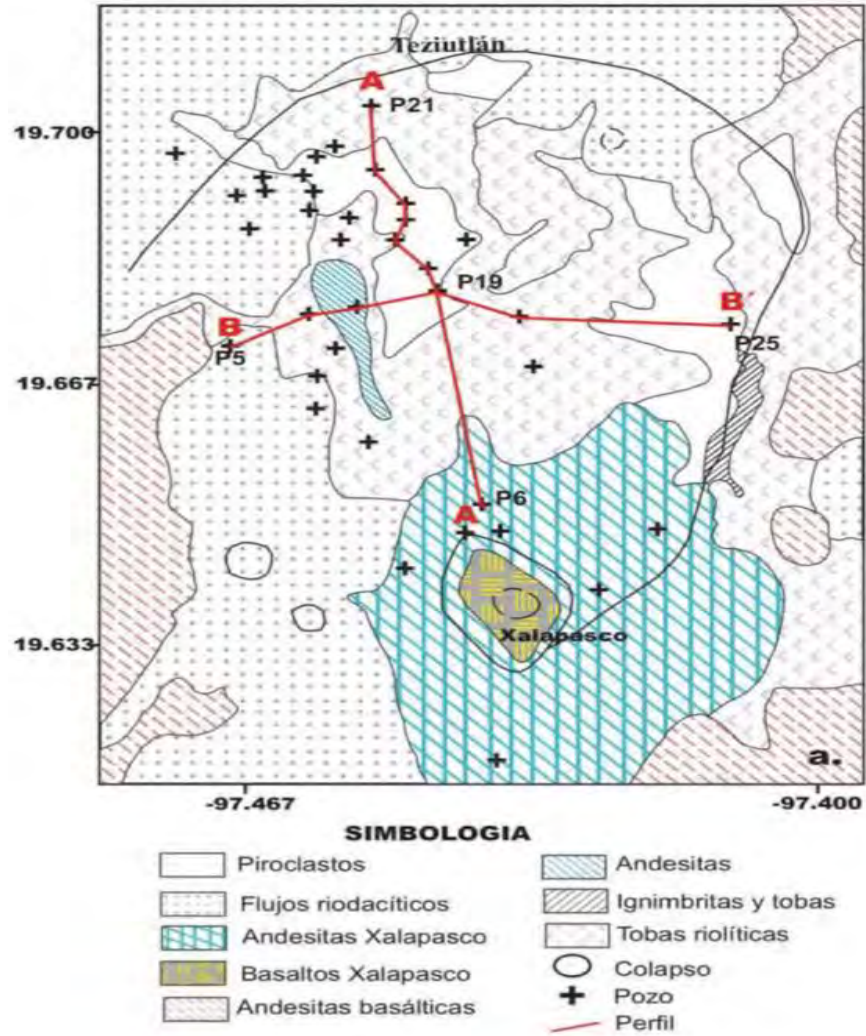 Teziutlán
A
P21
19.700
P19
B
P5
B´
P25
19.667
P6
A
Xalapasco
19.633
a.
-97.467
-97.400
SIMBOLOGIA
Piroclastos
Andesitas
Flujos riodacíticos
Ignimbritas y tobas
Andesitas Xalapasco
Tobas riolíticas
Basaltos Xalapasco
Colapso
Andesitas basálticas
Pozo
Perfil